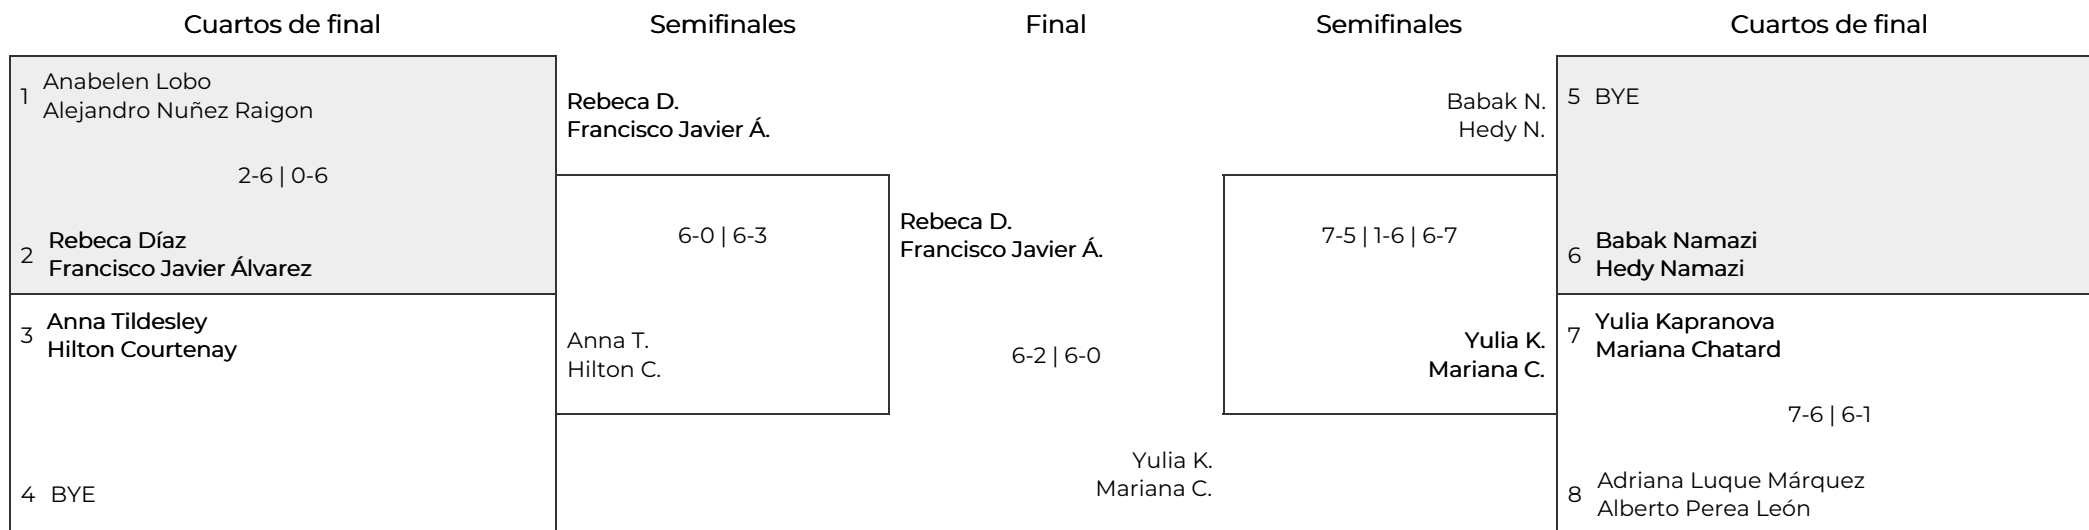 Cuartos de final
Semifinales
Final
Semifinales
Cuartos de final
1
Anabelen Lobo
Alejandro Nuñez Raigon
2-6 | 0-6
2
Rebeca Díaz
Francisco Javier Álvarez
3
Anna Tildesley
Hilton Courtenay
4 BYE
Rebeca D.
Francisco Javier Á.
6-0 | 6-3
Anna T.
Hilton C.
Rebeca D.
Francisco Javier Á.
6-2 | 6-0
Yulia K.
Mariana C.
Babak N.
Hedy N.
7-5 | 1-6 | 6-7
Yulia K.
Mariana C.
5 BYE
6
Babak Namazi
Hedy Namazi
7
Yulia Kapranova
Mariana Chatard
7-6 | 6-1
8
Adriana Luque Márquez
Alberto Perea León